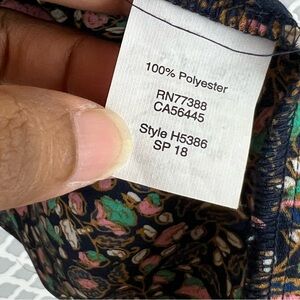 100% Polyester
RN77388
CA56445
Style H5386
SP 18